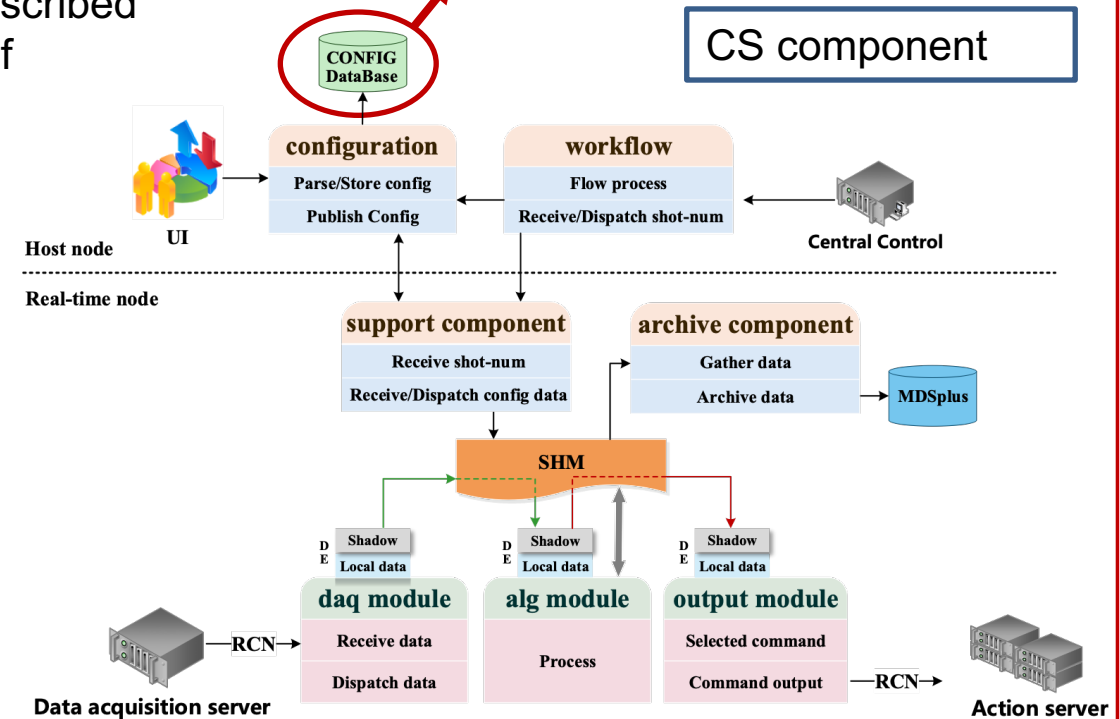 scribed
f
CS component
CONFIG
DataBase
configuration
Parse/Store config
Publish Config
workflow
Flow process
Receive/Dispatch shot-num
UI
Central Control
Host node
Real-time node
support component
Receive shot-num
Receive/Dispatch config data
archive component
Gather data
Archive data
MDSplus
SHM
D
E
Shadow
Local data
D
E
Shadow
Local data
D
E
Shadow
Local data
daq module
Receive data
Dispatch data
alg module
Process
output module
Selected command
Command output
RCN
RCN
Data acquisition server
Action server